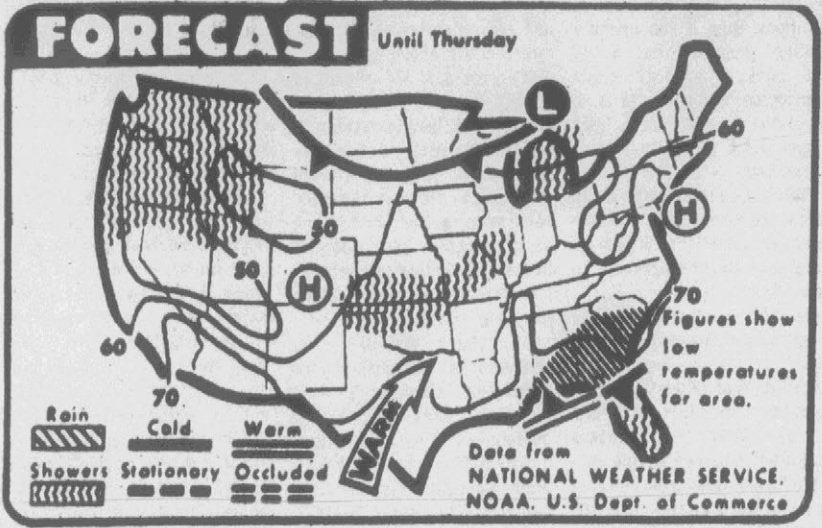 FORECAST Until Thursday
L
60
H
50
50
H
70
60
70
Figures show
low
temperatures
for area.
WARM
Rain
Cold
Warm
Showers
Stationary
Occluded
Data from
NATIONAL WEATHER SERVICE,
NOAA, U.S. Dept. of Commerce